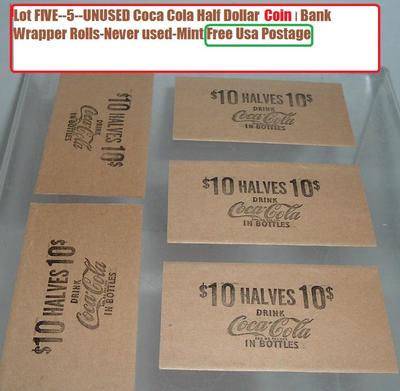 Lot FIVE--5--UNUSED Coca Cola Half Dollar Coin Bank
Wrapper Rolls-Never used-Mint Free Usa Postage
$10 HALVES 10$
DRINK
Coca-Cola
IN BOTTLES
$10 HALVES 10$
DRINK
Coca-Cola
IN BOTTLES
$10 HALVES 10$
DRINK
Coca-Cola
IN BOTTLES
$10 HALVES 10$
DRINK
Coca-Cola
IN BOTTLES
$10 HALVES 10$
DRINK
Coca-Cola
IN BOTTLES